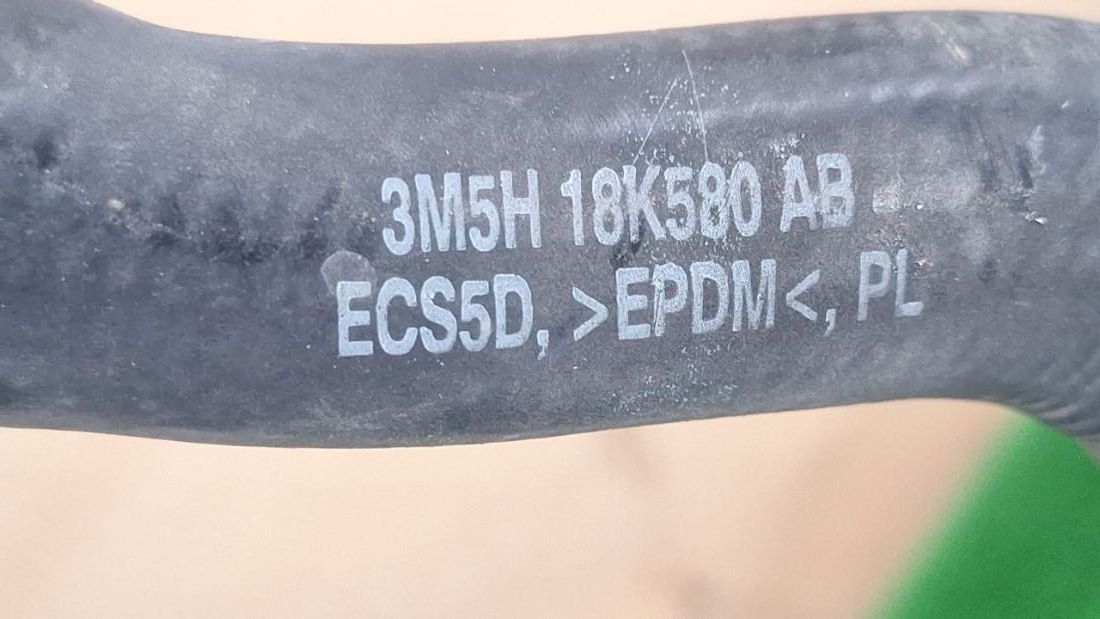 3M5H 18K580 AB
ECS5D, >EPDM<, PL